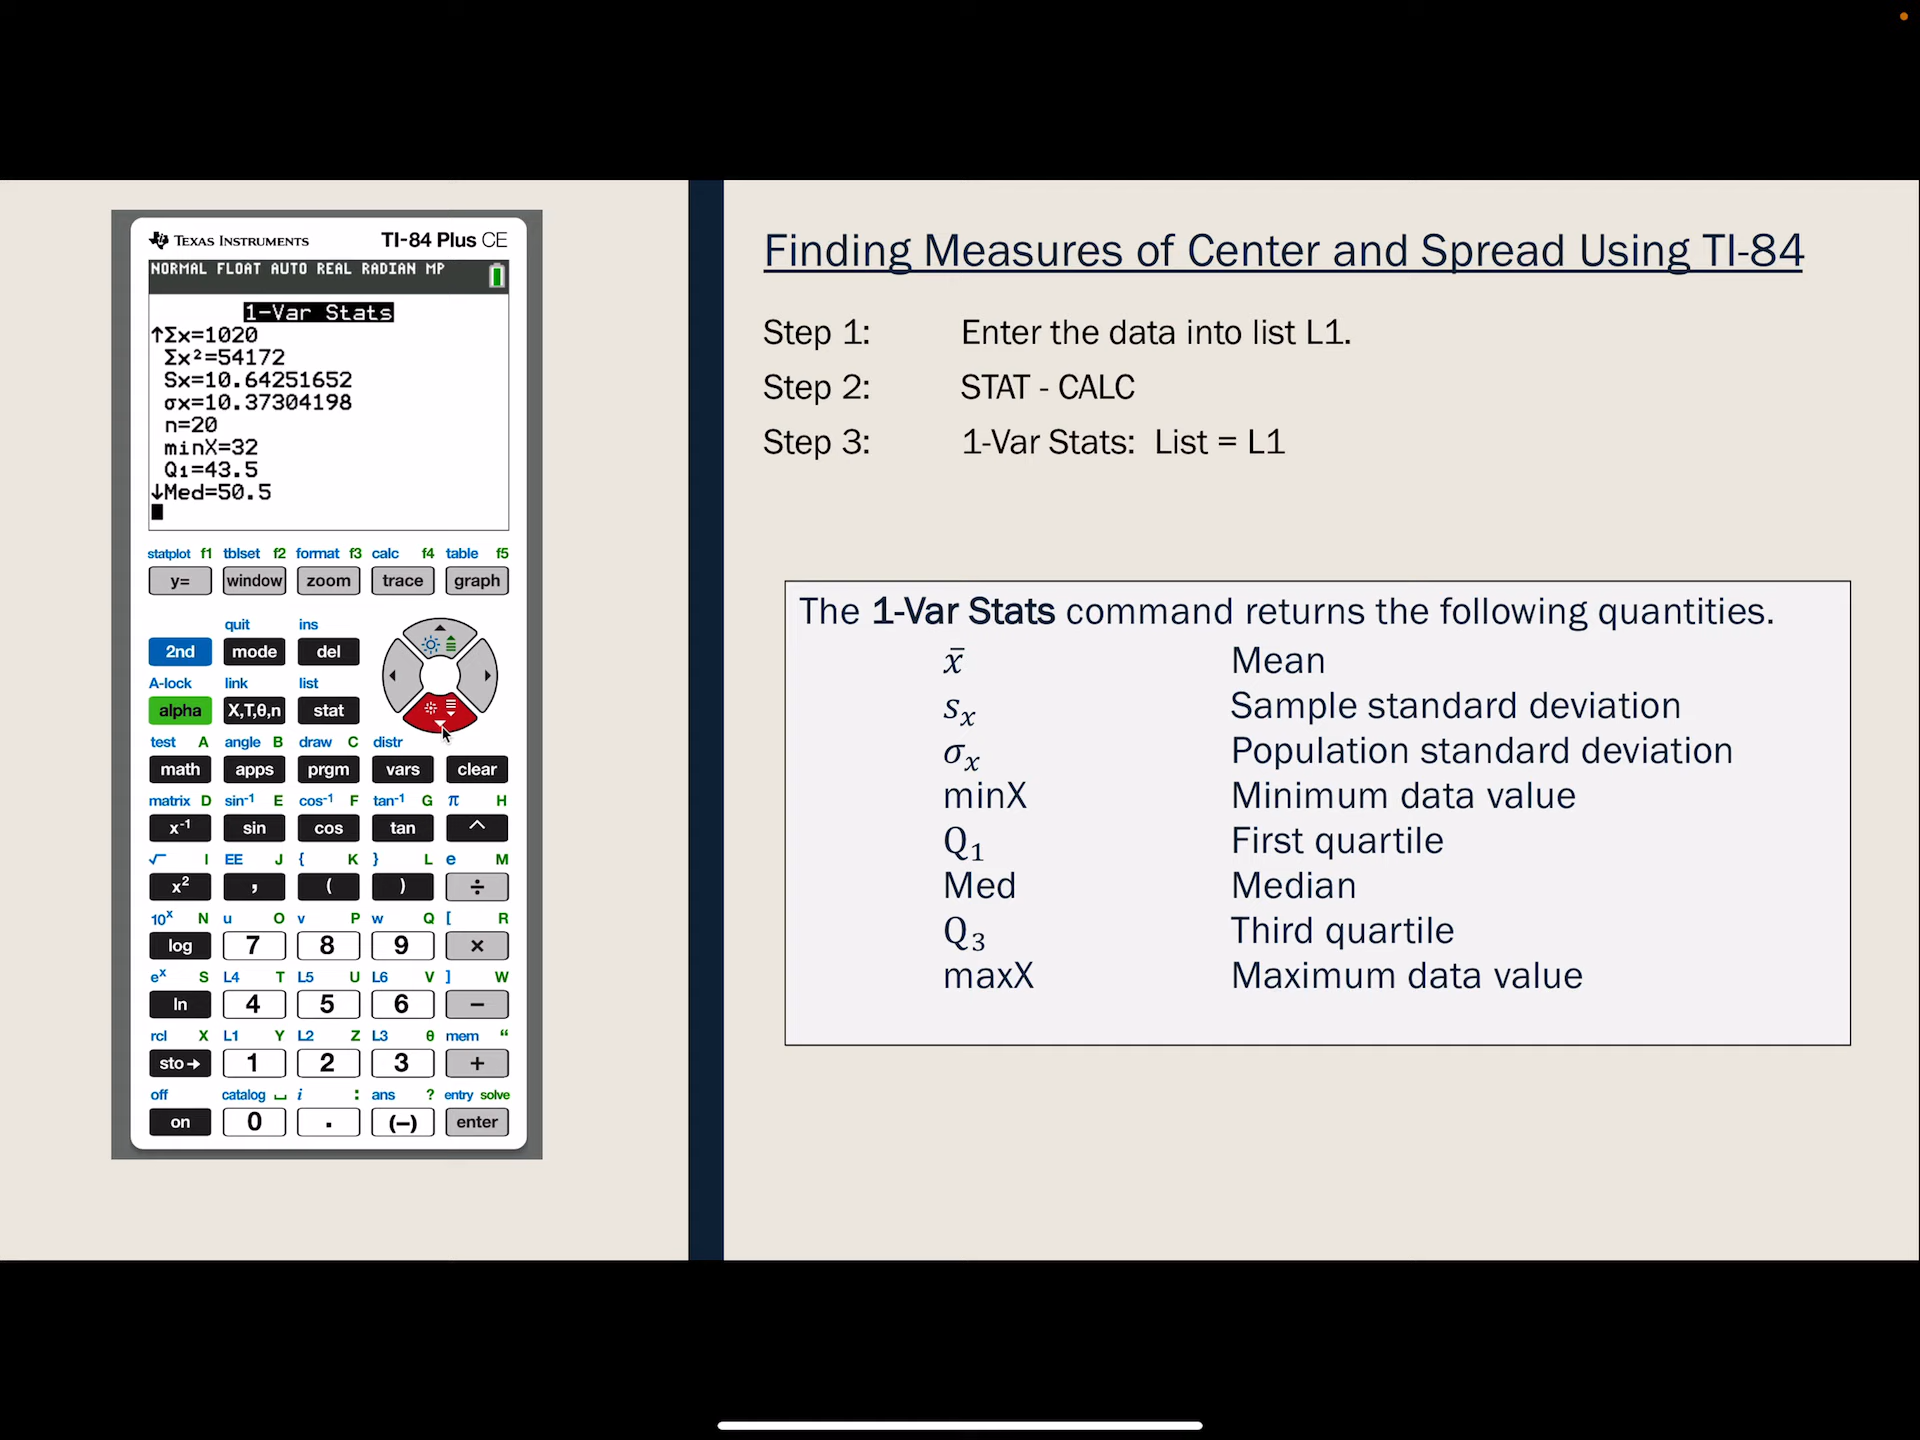 TEXAS INSTRUMENTS TI-84 Plus CE
NORMAL FLOAT AUTO REAL RADIAN MP
1-Var Stats
↑Σx=1020
Σx²=54172
Sx=10.64251652
σx=10.37304198
n=20
minX=32
Q₁=43.5
↓Med=50.5
statplot f1 tblset f2 format f3 calc f4 table f5
y= window zoom trace graph
quit ins
2nd mode del
A-lock link list
alpha X,T,θ,n stat
test A angle B draw C distr
math apps prgm vars clear
matrix D sin⁻¹ E cos⁻¹ F tan⁻¹ G π H
x⁻¹ sin cos tan ^
√ I EE J { K } L e M
x² , ( ) ÷
10ˣ N u O v P w Q [ R
log 7 8 9 ×
eˣ S L4 T L5 U L6 V ] W
ln 4 5 6 −
rcl X L1 Y L2 Z L3 θ mem “
sto→ 1 2 3 +
off catalog ⎵ i : ans ? entry solve
on 0 . (−) enter
Finding Measures of Center and Spread Using TI-84
Step 1: Enter the data into list L1.
Step 2: STAT - CALC
Step 3: 1-Var Stats: List = L1
The 1-Var Stats command returns the following quantities.
x̄ Mean
sₓ Sample standard deviation
σₓ Population standard deviation
minX Minimum data value
Q₁ First quartile
Med Median
Q₃ Third quartile
maxX Maximum data value